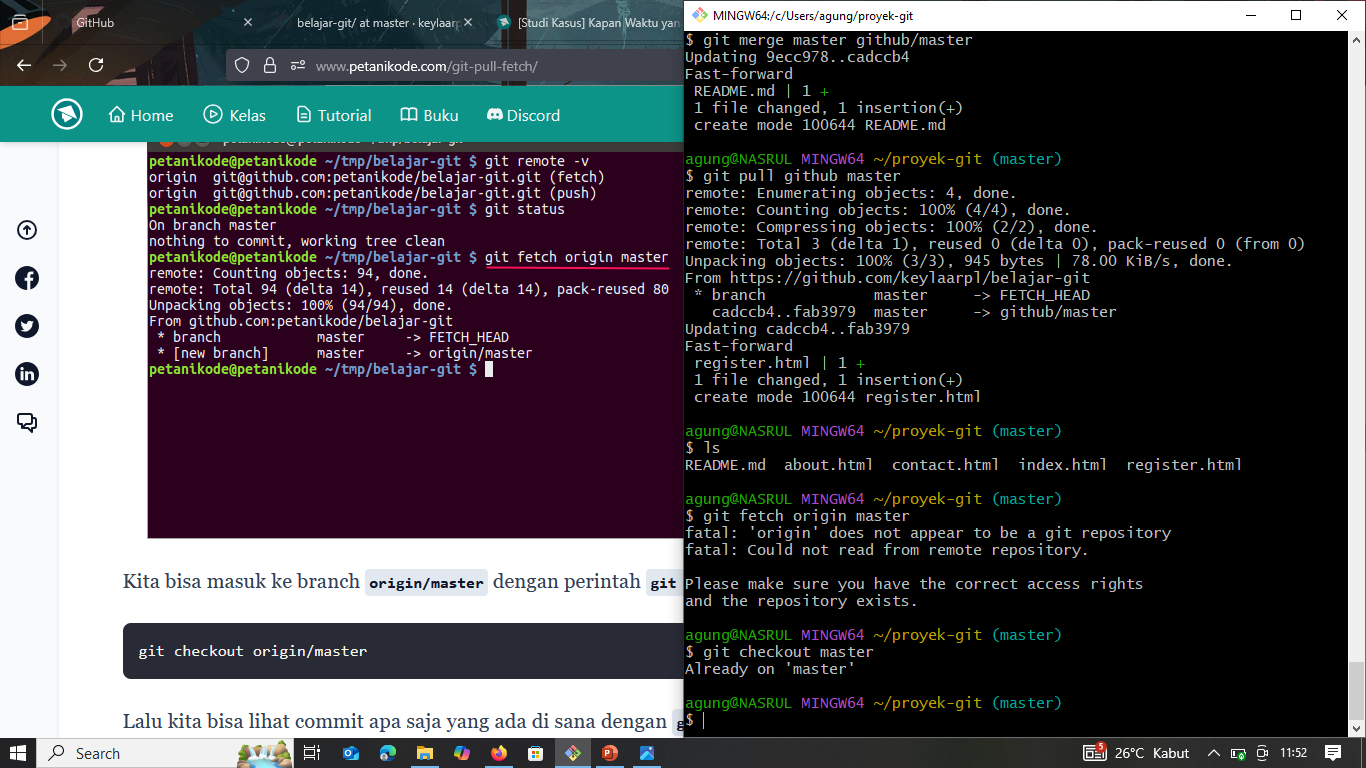 GitHub
belajar-git/ at master · keylaarp
[Studi Kasus] Kapan Waktu yan
www.petanikode.com/git-pull-fetch/
Home
Kelas
Tutorial
Buku
Discord
petanikode@petanikode ~/tmp/belajar-git $ git remote -v
origin git@github.com:petanikode/belajar-git.git (fetch)
origin git@github.com:petanikode/belajar-git.git (push)
petanikode@petanikode ~/tmp/belajar-git $ git status
On branch master
nothing to commit, working tree clean
petanikode@petanikode ~/tmp/belajar-git $ git fetch origin master
remote: Counting objects: 94, done.
remote: Total 94 (delta 14), reused 14 (delta 14), pack-reused 80
Unpacking objects: 100% (94/94), done.
From github.com:petanikode/belajar-git
* branch master -> FETCH_HEAD
* [new branch] master -> origin/master
petanikode@petanikode ~/tmp/belajar-git $
Kita bisa masuk ke branch origin/master dengan perintah git
git checkout origin/master
Lalu kita bisa lihat commit apa saja yang ada di sana dengan g
MINGW64:/c/Users/agung/proyek-git
$ git merge master github/master
Updating 9ecc978..cadccb4
Fast-forward
README.md | 1 +
1 file changed, 1 insertion(+)
create mode 100644 README.md
agung@NASRUL MINGW64 ~/proyek-git (master)
$ git pull github master
remote: Enumerating objects: 4, done.
remote: Counting objects: 100% (4/4), done.
remote: Compressing objects: 100% (2/2), done.
remote: Total 3 (delta 1), reused 0 (delta 0), pack-reused 0 (from 0)
Unpacking objects: 100% (3/3), 945 bytes | 78.00 KiB/s, done.
From https://github.com/keylaarpl/belajar-git
* branch master -> FETCH_HEAD
cadccb4..fab3979 master -> github/master
Updating cadccb4..fab3979
Fast-forward
register.html | 1 +
1 file changed, 1 insertion(+)
create mode 100644 register.html
agung@NASRUL MINGW64 ~/proyek-git (master)
$ ls
README.md about.html contact.html index.html register.html
agung@NASRUL MINGW64 ~/proyek-git (master)
$ git fetch origin master
fatal: 'origin' does not appear to be a git repository
fatal: Could not read from remote repository.
Please make sure you have the correct access rights
and the repository exists.
agung@NASRUL MINGW64 ~/proyek-git (master)
$ git checkout master
Already on 'master'
agung@NASRUL MINGW64 ~/proyek-git (master)
$
Search
5
26°C Kabut
11:52